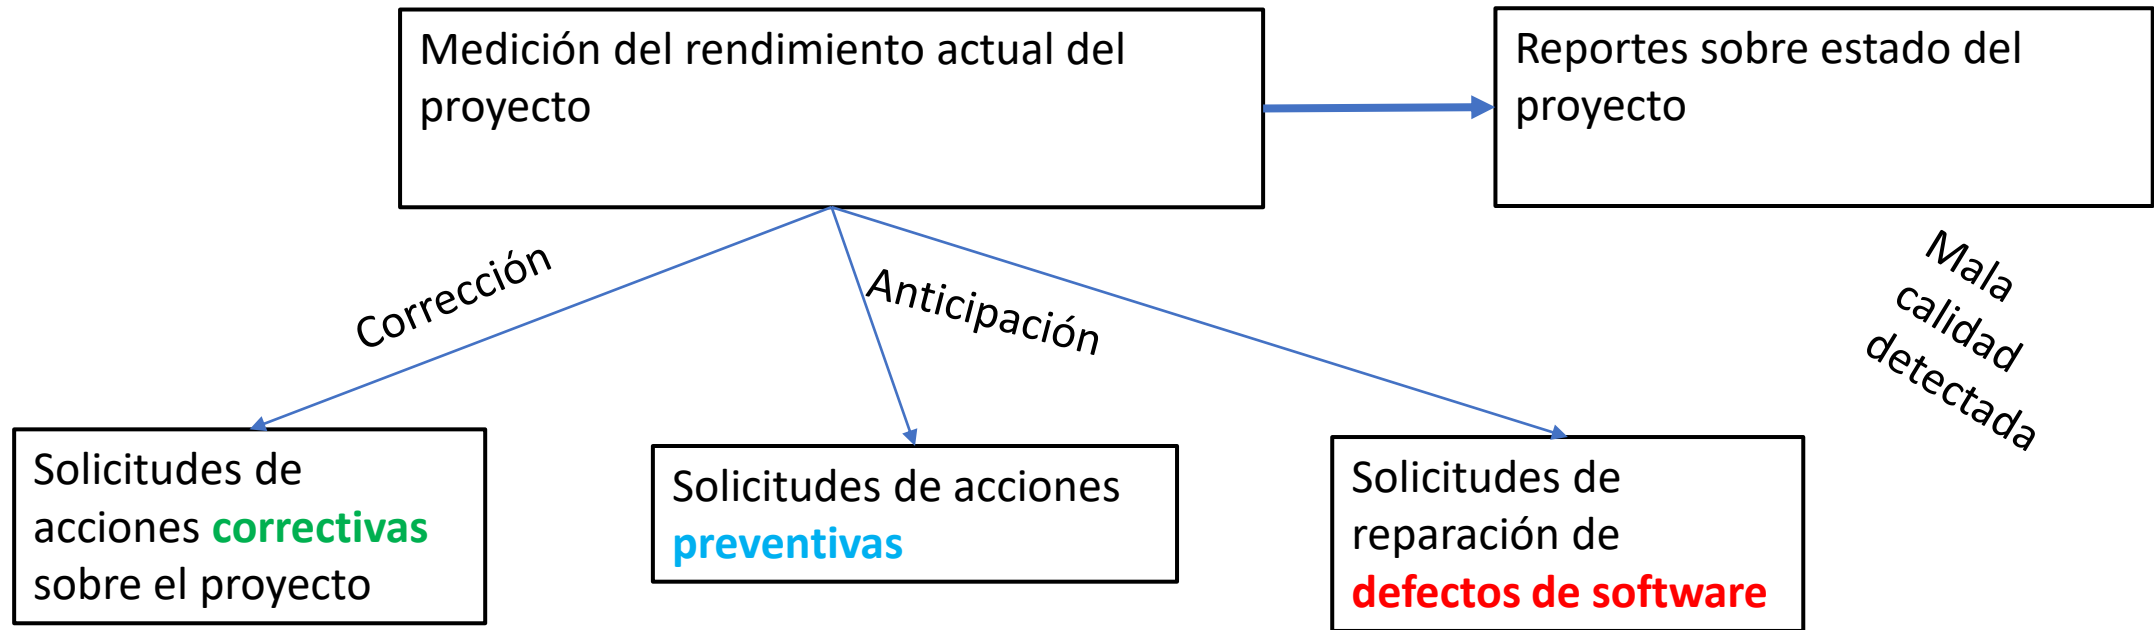 Medición del rendimiento actual del
proyecto
Reportes sobre estado del
proyecto
Corrección
Anticipación
Mala
calidad
detectada
Solicitudes de
acciones correctivas
sobre el proyecto
Solicitudes de acciones
preventivas
Solicitudes de
reparación de
defectos de software